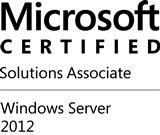 Microsoft
CERTIFIED
Solutions Associate
Windows Server
2012